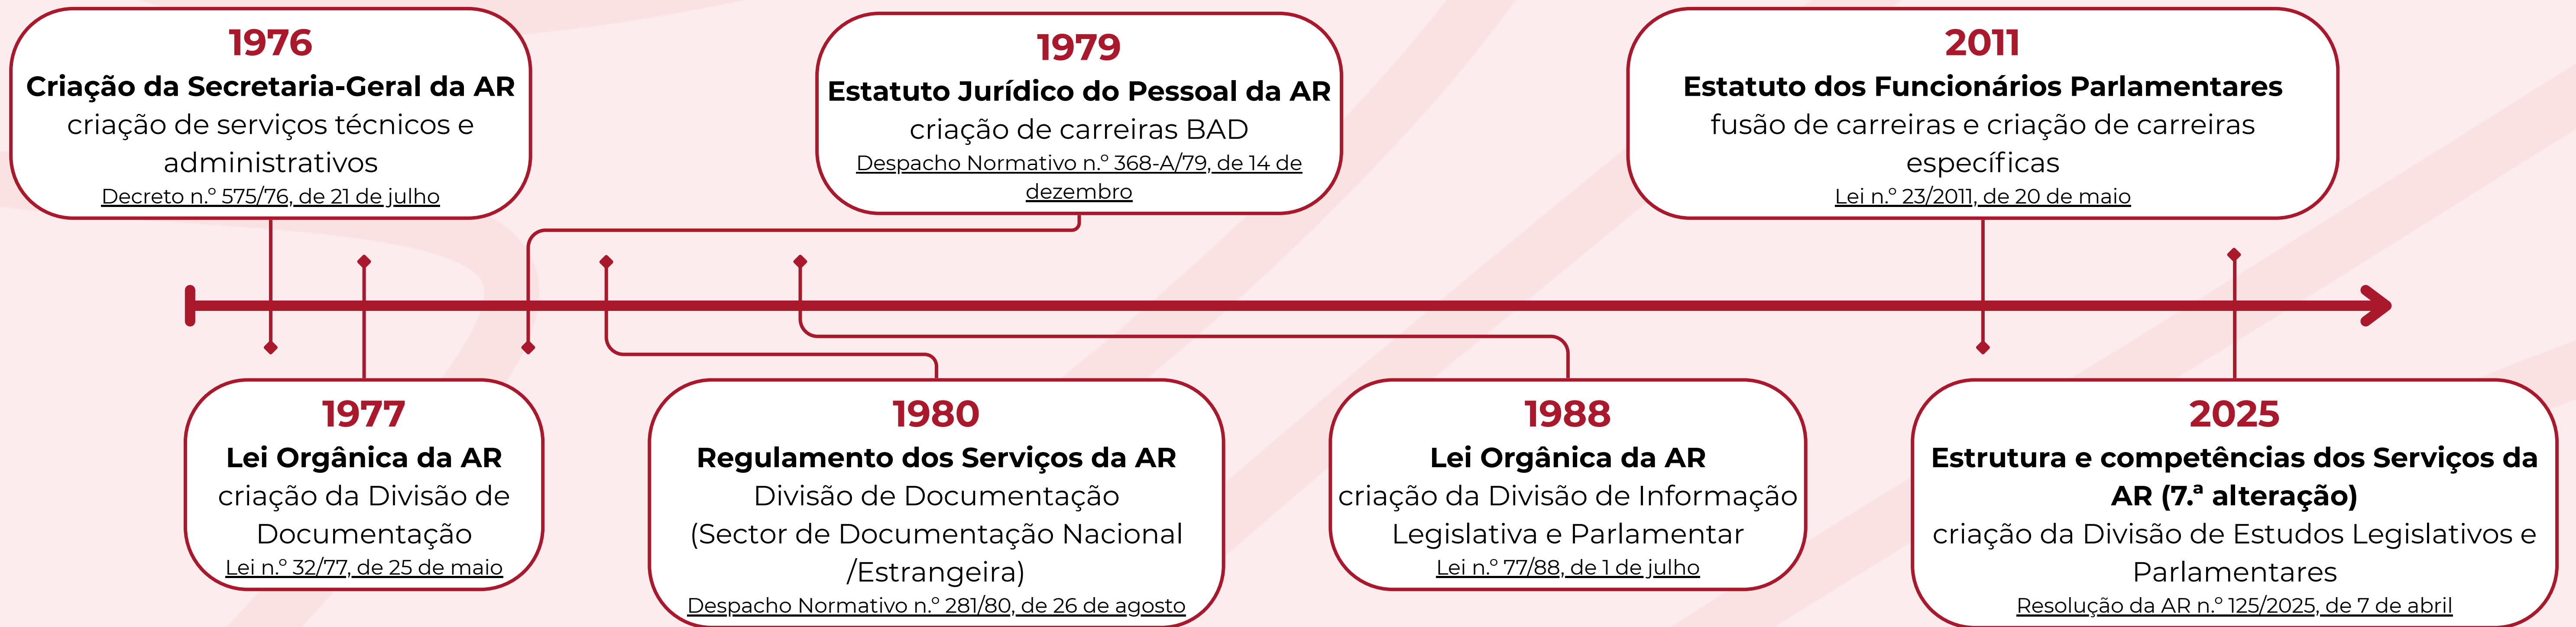 1976
Criação da Secretaria-Geral da AR
criação de serviços técnicos e
administrativos
Decreto n.º 575/76, de 21 de julho
1979
Estatuto Jurídico do Pessoal da AR
criação de carreiras BAD
Despacho Normativo n.º 368-A/79, de 14 de
dezembro
2011
Estatuto dos Funcionários Parlamentares
fusão de carreiras e criação de carreiras
específicas
Lei n.º 23/2011, de 20 de maio
1977
Lei Orgânica da AR
criação da Divisão de
Documentação
Lei n.º 32/77, de 25 de maio
1980
Regulamento dos Serviços da AR
Divisão de Documentação
(Sector de Documentação Nacional
/Estrangeira)
Despacho Normativo n.º 281/80, de 26 de agosto
1988
Lei Orgânica da AR
criação da Divisão de Informação
Legislativa e Parlamentar
Lei n.º 77/88, de 1 de julho
2025
Estrutura e competências dos Serviços da
AR (7.ª alteração)
criação da Divisão de Estudos Legislativos e
Parlamentares
Resolução da AR n.º 125/2025, de 7 de abril